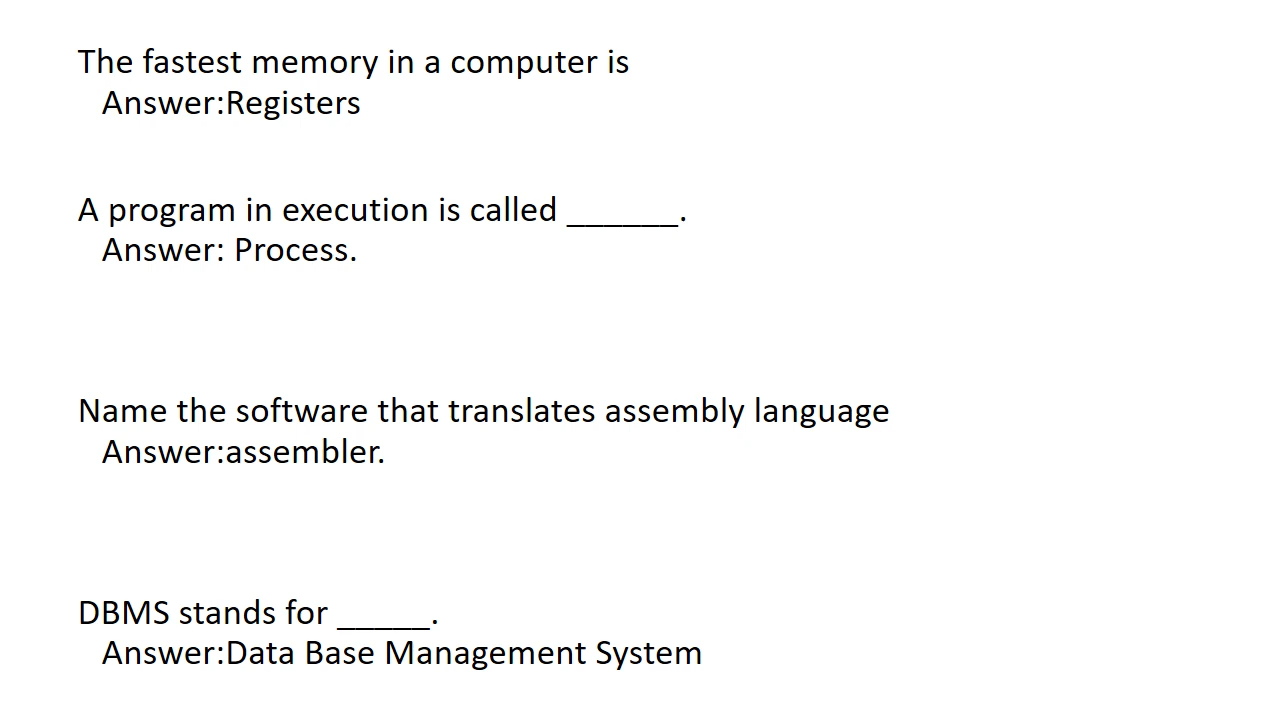 The fastest memory in a computer is
Answer:Registers
A program in execution is called ______.
Answer: Process.
Name the software that translates assembly language
Answer:assembler.
DBMS stands for _____.
Answer:Data Base Management System